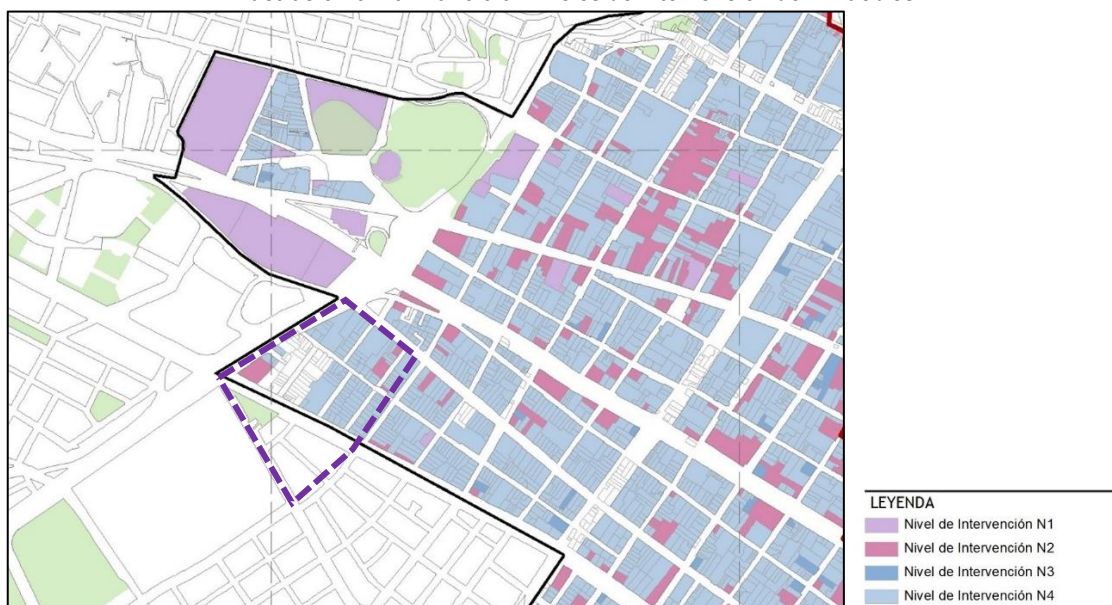 LEYENDA
Nivel de Intervención N1
Nivel de Intervención N2
Nivel de Intervención N3
Nivel de Intervención N4